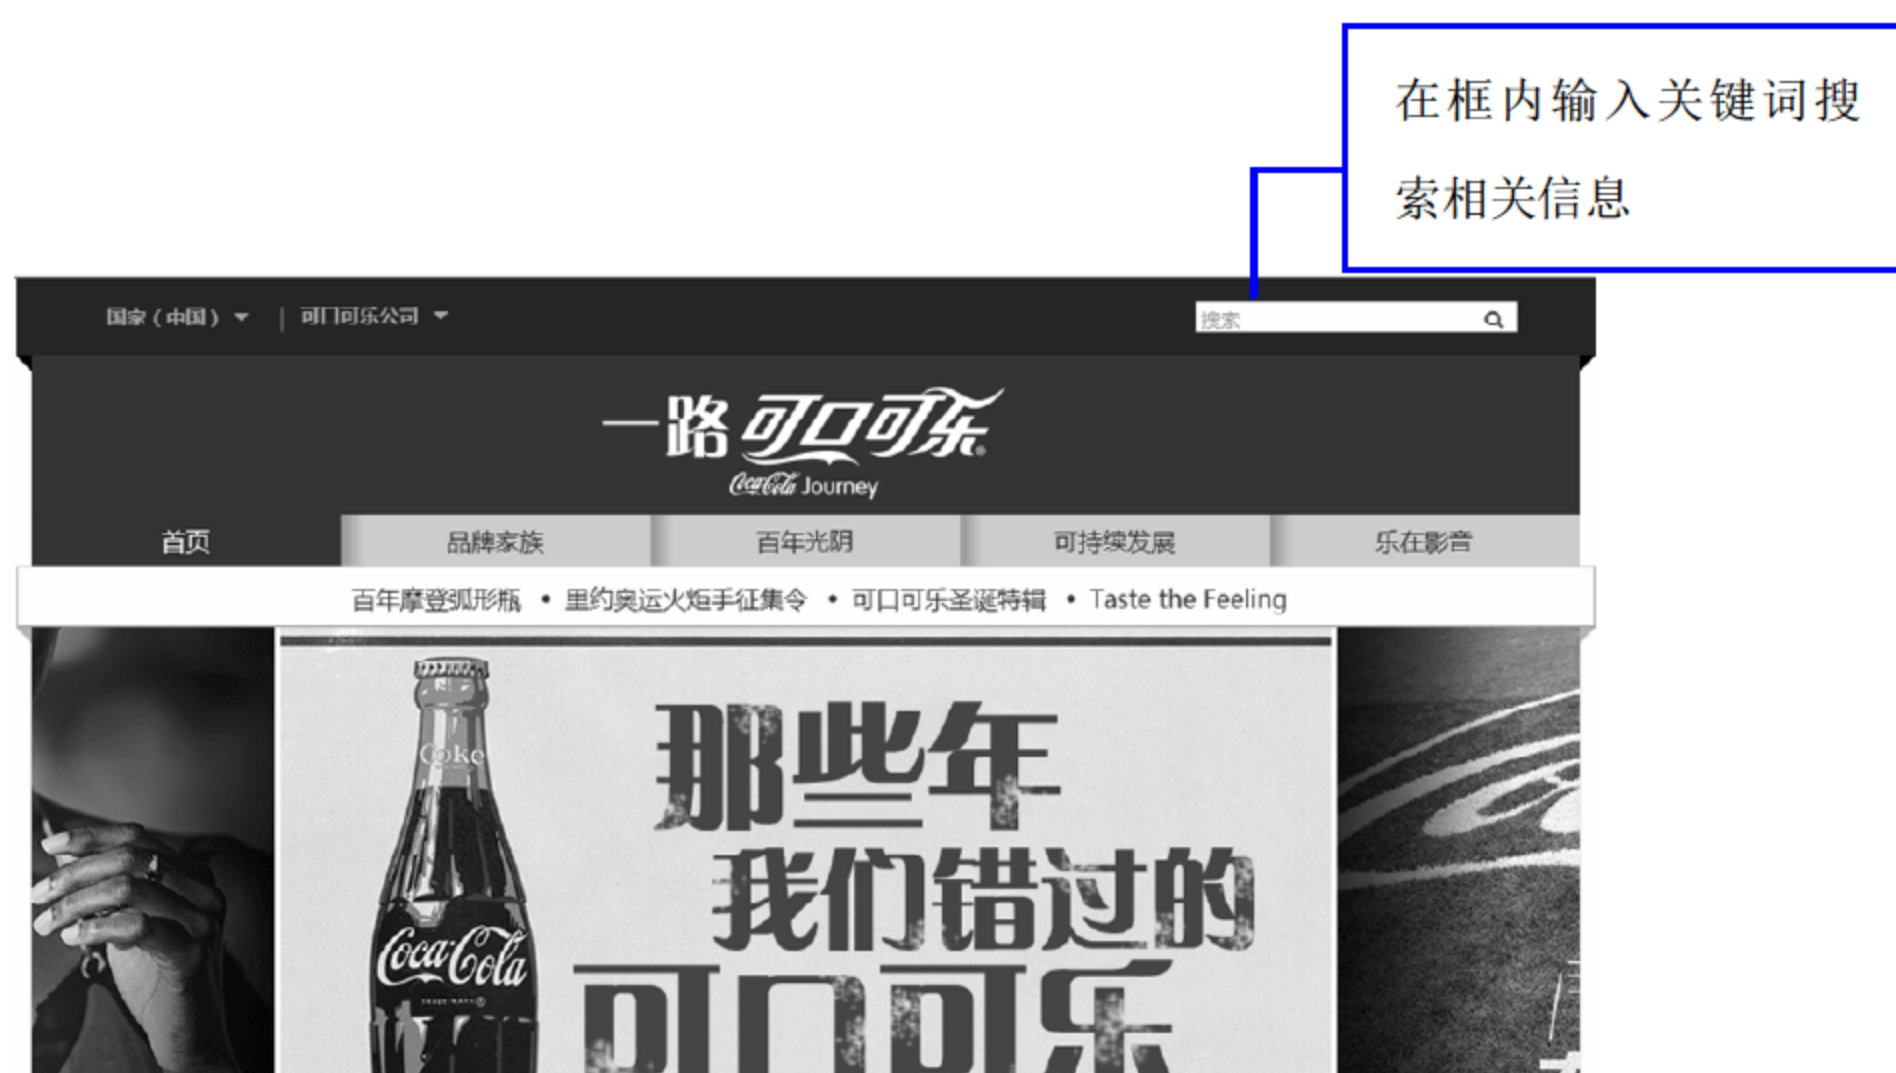 在框内输入关键词搜
索相关信息
国家（中国） | 可口可乐公司
搜索
一路可口可乐®
Coca-Cola Journey
首页 品牌家族 百年光阴 可持续发展 乐在影音
百年摩登弧形瓶 • 里约奥运火炬手征集令 • 可口可乐圣诞特辑 • Taste the Feeling
那些年
我们错过的
可口可乐
Coke
Coca-Cola
TRADE-MARK®